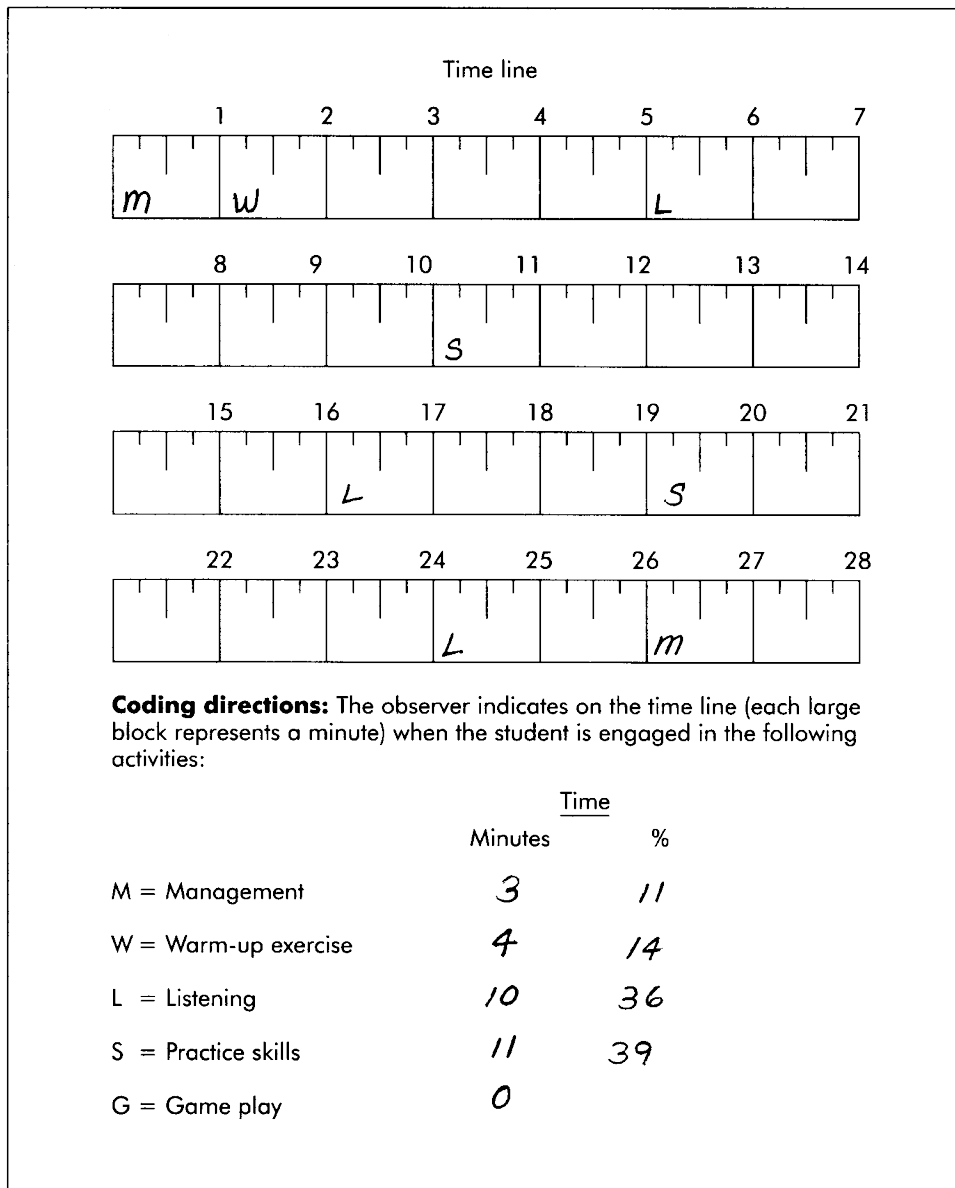 Time line
1 2 3 4 5 6 7
m W L
8 9 10 11 12 13 14
S
15 16 17 18 19 20 21
L S
22 23 24 25 26 27 28
L m
Coding directions: The observer indicates on the time line (each large
block represents a minute) when the student is engaged in the following
activities:
Time
Minutes %
M = Management 3 11
W = Warm-up exercise 4 14
L = Listening 10 36
S = Practice skills 11 39
G = Game play 0